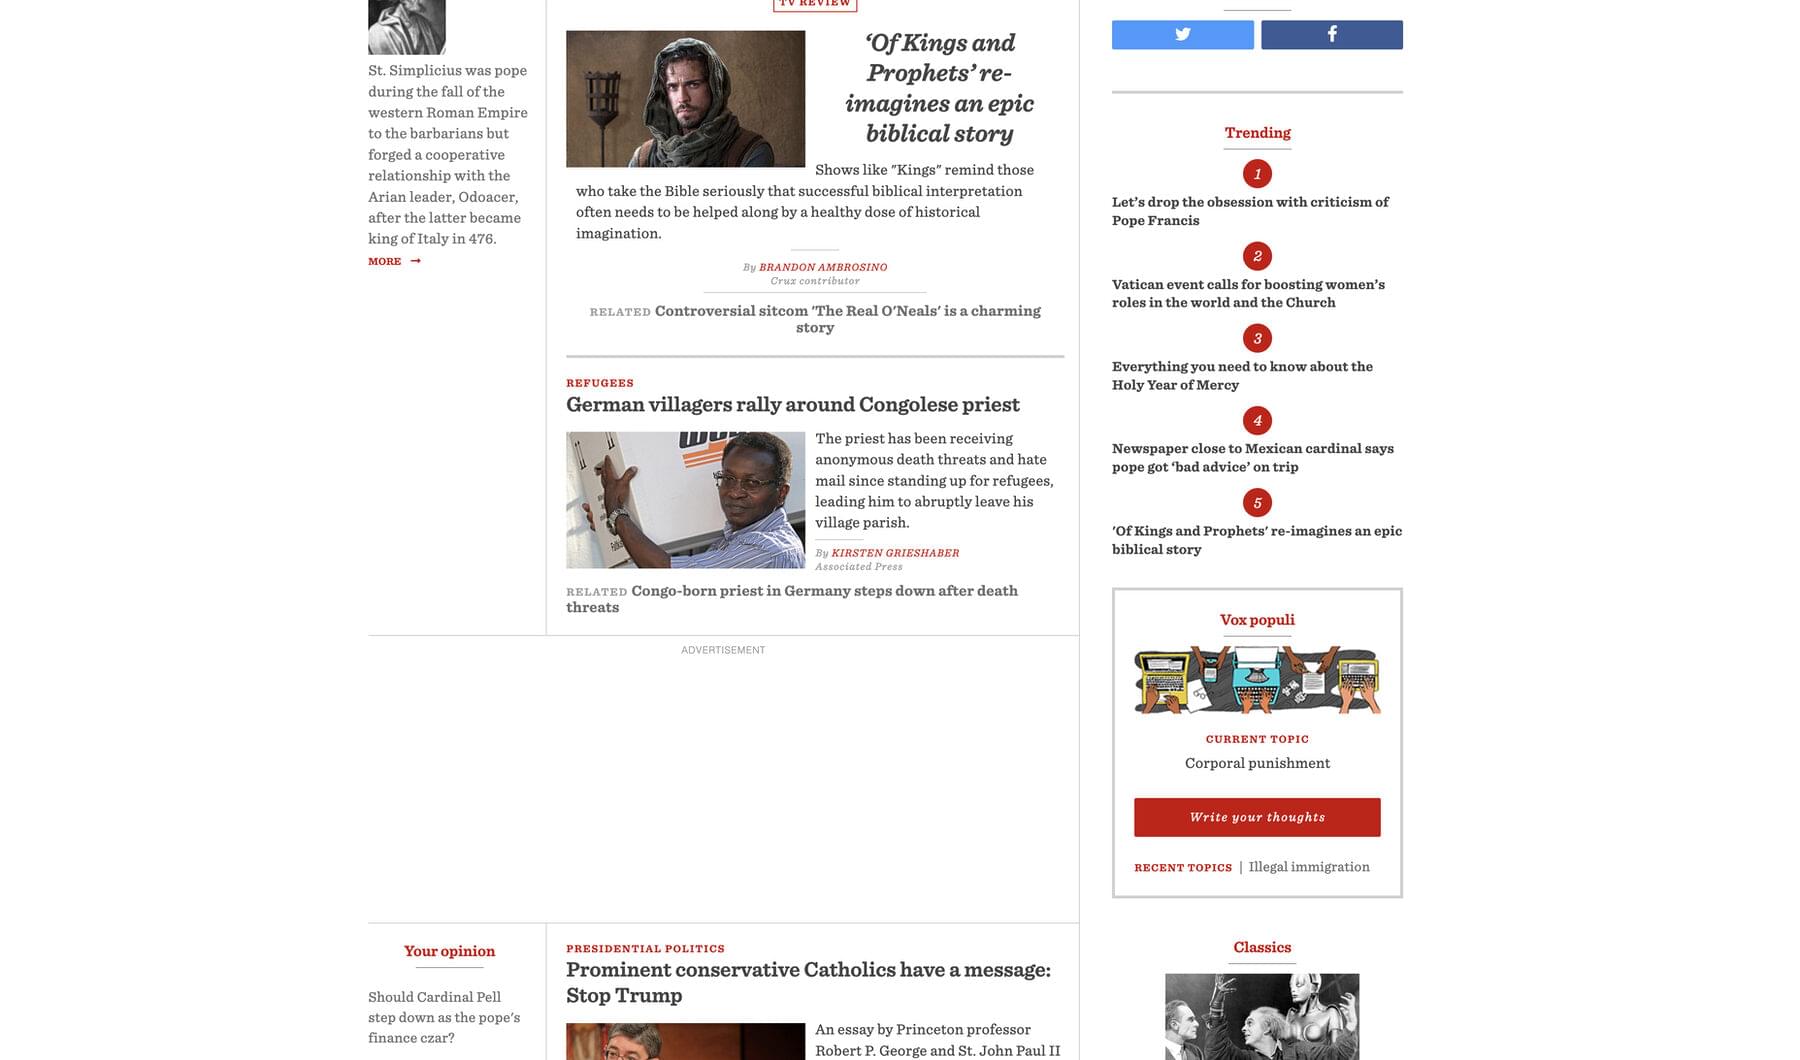 St. Simplicius was pope
during the fall of the
western Roman Empire
to the barbarians but
forged a cooperative
relationship with the
Arian leader, Odoacer,
after the latter became
king of Italy in 476.
MORE →
TV REVIEW
‘Of Kings and
Prophets’ re-
imagines an epic
biblical story
Shows like "Kings" remind those
who take the Bible seriously that successful biblical interpretation
often needs to be helped along by a healthy dose of historical
imagination.
By BRANDON AMBROSINO
Crux contributor
RELATED Controversial sitcom 'The Real O'Neals' is a charming
story
REFUGEES
German villagers rally around Congolese priest
The priest has been receiving
anonymous death threats and hate
mail since standing up for refugees,
leading him to abruptly leave his
village parish.
By KIRSTEN GRIESHABER
Associated Press
RELATED Congo-born priest in Germany steps down after death
threats
ADVERTISEMENT
Your opinion
Should Cardinal Pell
step down as the pope's
finance czar?
PRESIDENTIAL POLITICS
Prominent conservative Catholics have a message:
Stop Trump
An essay by Princeton professor
Robert P. George and St. John Paul II
Trending
1
Let’s drop the obsession with criticism of
Pope Francis
2
Vatican event calls for boosting women’s
roles in the world and the Church
3
Everything you need to know about the
Holy Year of Mercy
4
Newspaper close to Mexican cardinal says
pope got ‘bad advice’ on trip
5
'Of Kings and Prophets' re-imagines an epic
biblical story
Vox populi
CURRENT TOPIC
Corporal punishment
Write your thoughts
RECENT TOPICS | Illegal immigration
Classics